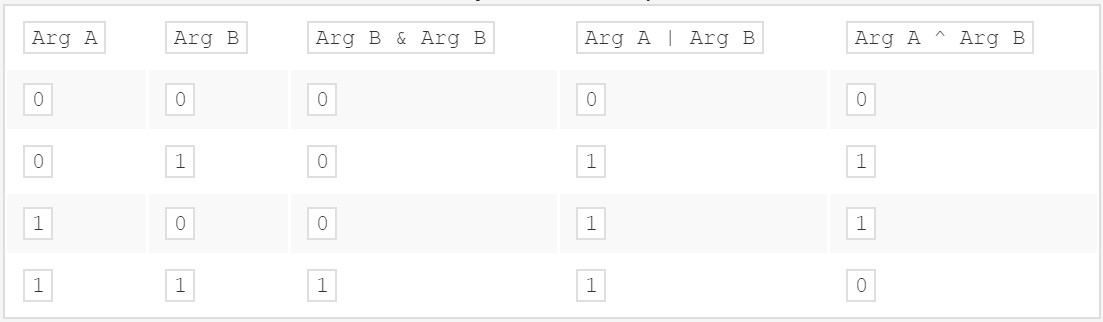 Arg A Arg B Arg B & Arg B Arg A | Arg B Arg A ^ Arg B
0 0 0 0 0
0 1 0 1 1
1 0 0 1 1
1 1 1 1 0